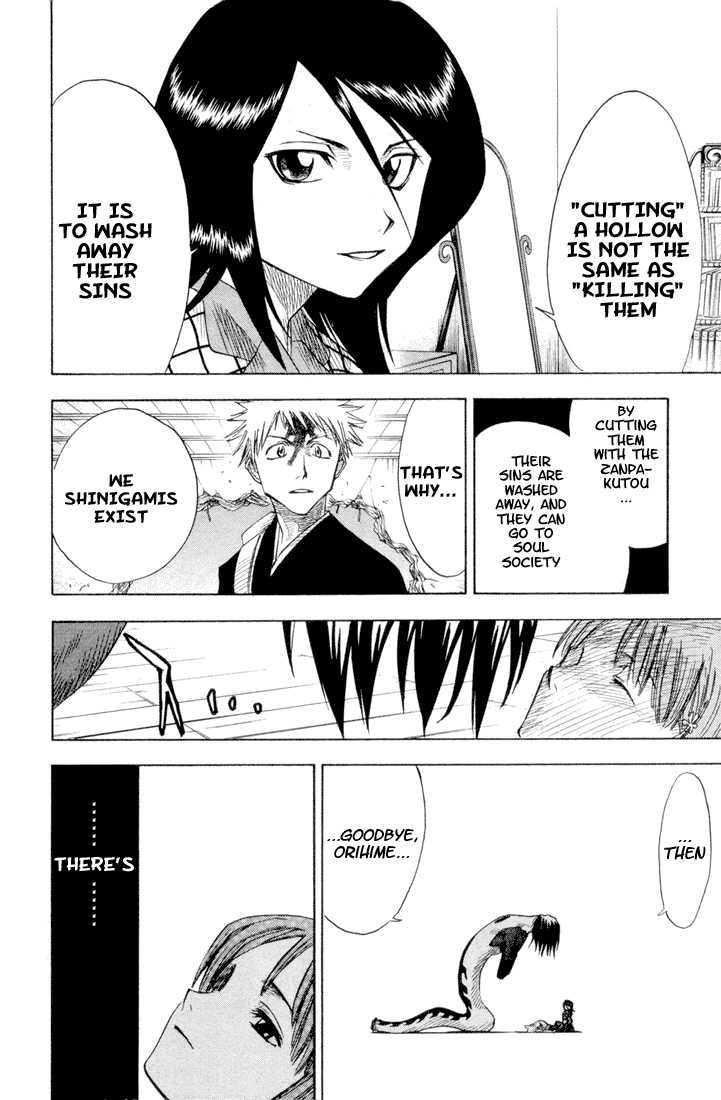 "CUTTING"
A HOLLOW
IS NOT THE
SAME AS
"KILLING"
THEM
IT IS
TO WASH
AWAY
THEIR
SINS
BY
CUTTING
THEM
WITH THE
ZANPA-
KUTOU
...
THEIR
SINS ARE
WASHED
AWAY, AND
THEY CAN
GO TO
SOUL
SOCIETY
THAT'S
WHY...
WE
SHINIGAMIS
EXIST
...
THEN
...GOODBYE,
ORIHIME...
......
THERE'S
......